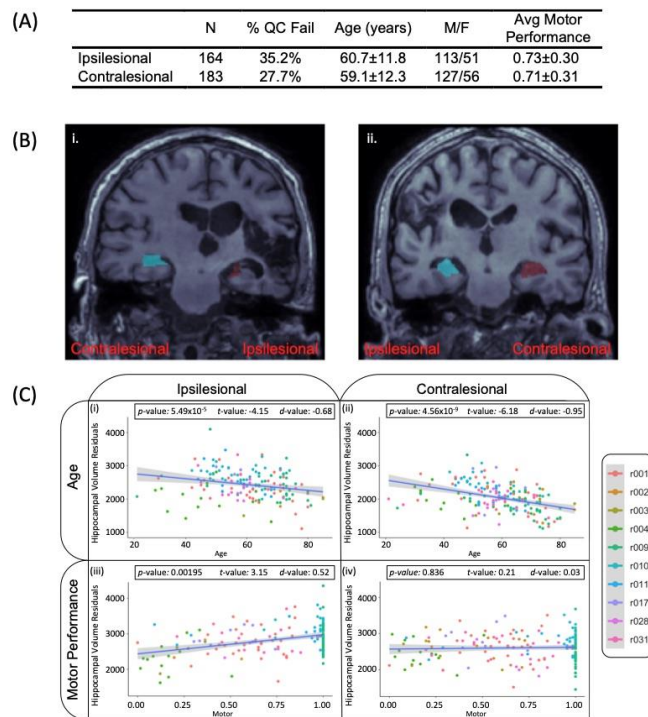 (A)
N % QC Fail Age (years) M/F Avg Motor Performance
Ipsilesional 164 35.2% 60.7±11.8 113/51 0.73±0.30
Contralesional 183 27.7% 59.1±12.3 127/56 0.71±0.31
(B)
i.
Contralesional Ipsilesional
ii.
Ipsilesional Contralesional
(C)
Ipsilesional Contralesional
Age
(i) p-value: 5.49x10⁻⁵ t-value: -4.15 d-value: -0.68
Hippocampal Volume Residuals
4000
3000
2000
1000
20 40 60 80
Age
(ii) p-value: 4.56x10⁻⁹ t-value: -6.18 d-value: -0.95
Hippocampal Volume Residuals
4000
3000
2000
1000
20 40 60 80
Age
Motor Performance
(iii) p-value: 0.00195 t-value: 3.15 d-value: 0.52
Hippocampal Volume Residuals
4000
3000
2000
0.00 0.25 0.50 0.75 1.00
Motor
(iv) p-value: 0.836 t-value: 0.21 d-value: 0.03
Hippocampal Volume Residuals
4000
3000
2000
0.00 0.25 0.50 0.75 1.00
Motor
r001
r002
r003
r004
r009
r010
r011
r017
r028
r031